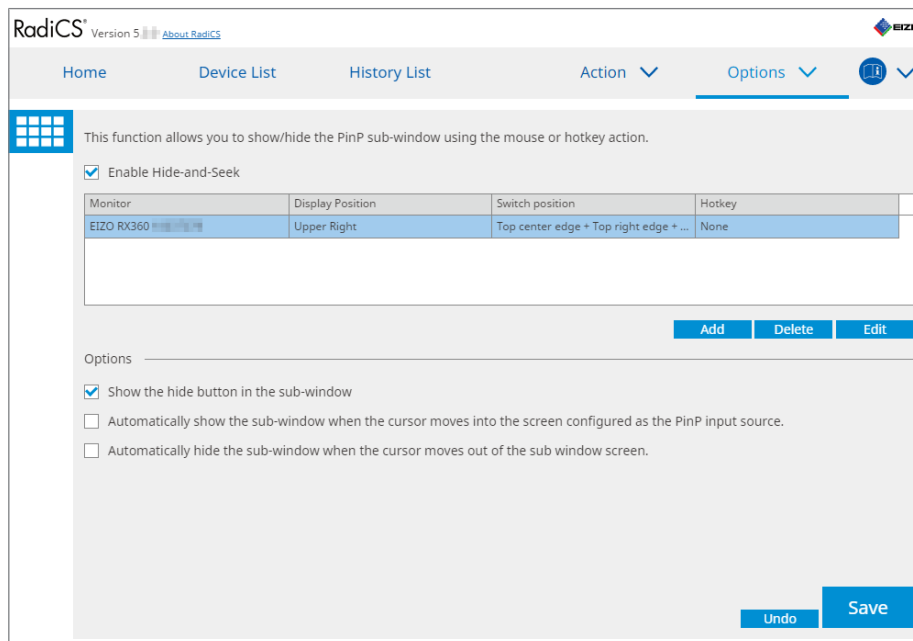 RadiCS® Version 5. About RadiCS
EIZ
Home Device List History List Action Options
This function allows you to show/hide the PinP sub-window using the mouse or hotkey action.
Enable Hide-and-Seek
Monitor Display Position Switch position Hotkey
EIZO RX360 Upper Right Top center edge + Top right edge + ... None
Add Delete Edit
Options
Show the hide button in the sub-window
Automatically show the sub-window when the cursor moves into the screen configured as the PinP input source.
Automatically hide the sub-window when the cursor moves out of the sub window screen.
Undo Save